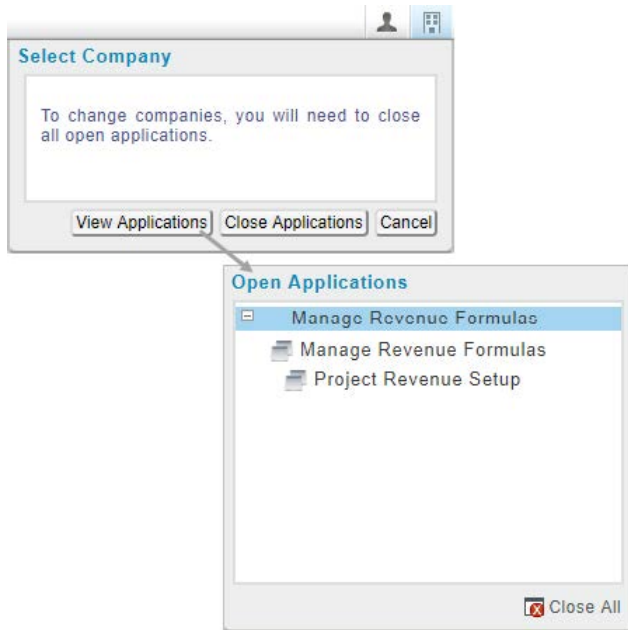 Select Company
To change companies, you will need to close
all open applications.
View Applications Close Applications Cancel
Open Applications
Manage Revenue Formulas
Manage Revenue Formulas
Project Revenue Setup
Close All